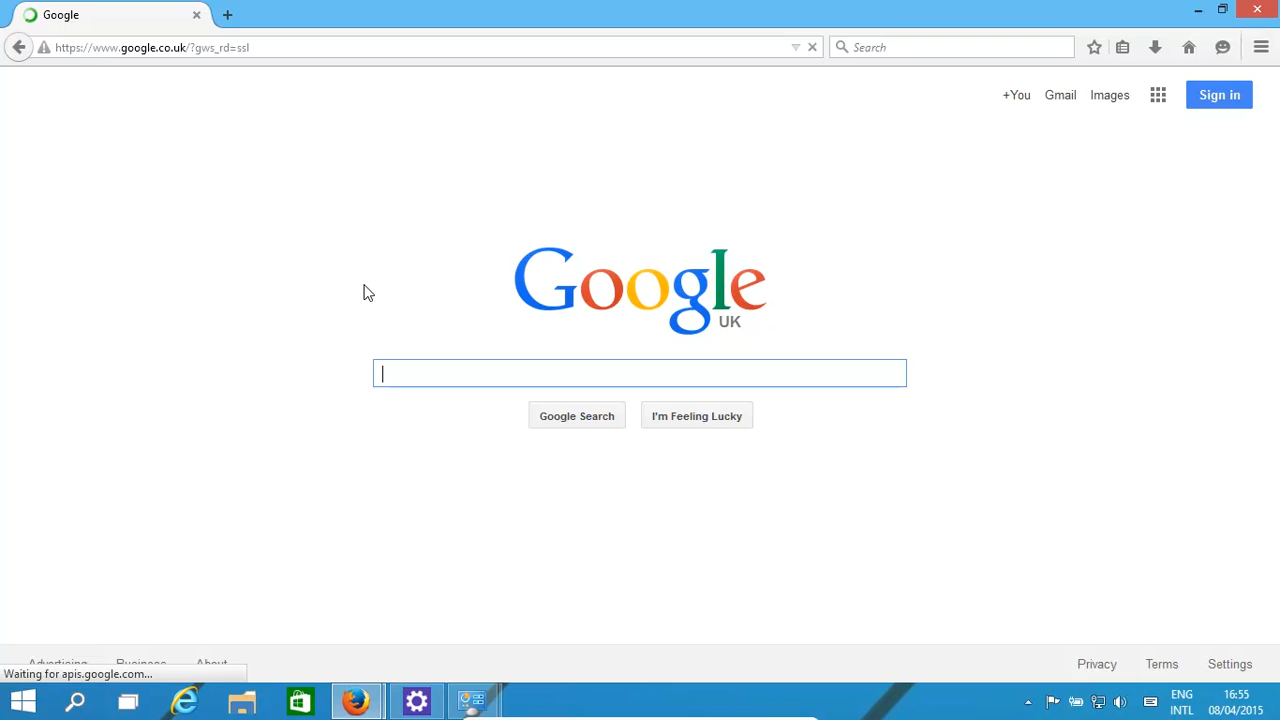 Google
https://www.google.co.uk/?gws_rd=ssl
Search
+You Gmail Images Sign in
Google
UK
Google Search I'm Feeling Lucky
Advertising Business About
Privacy Terms Settings
Waiting for apis.google.com...
ENG 16:55
INTL 08/04/2015